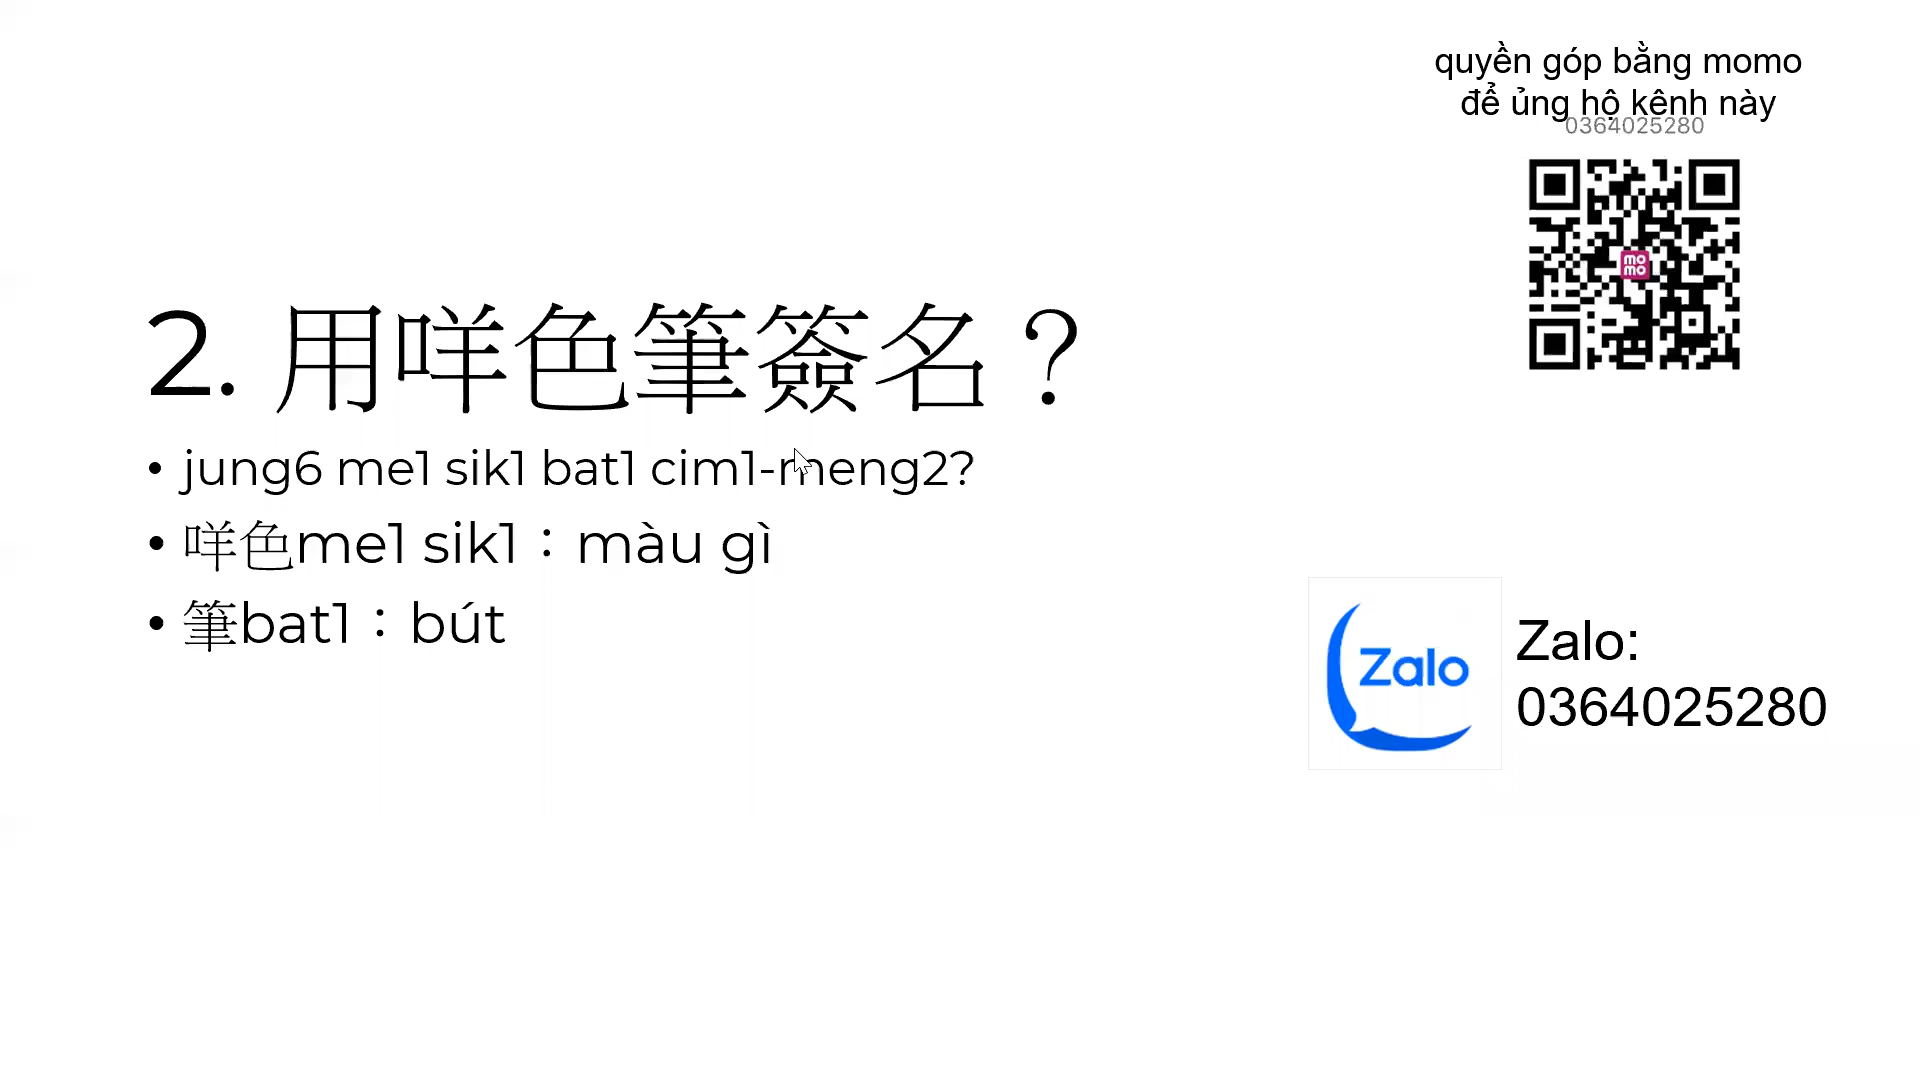 quyền góp bằng momo
để ủng hộ kênh này
0364025280
mo
mo
2. 用咩色筆簽名？
• jung6 me1 sik1 bat1 cim1-meng2?
• 咩色me1 sik1：màu gì
• 筆bat1：bút
Zalo
Zalo:
0364025280